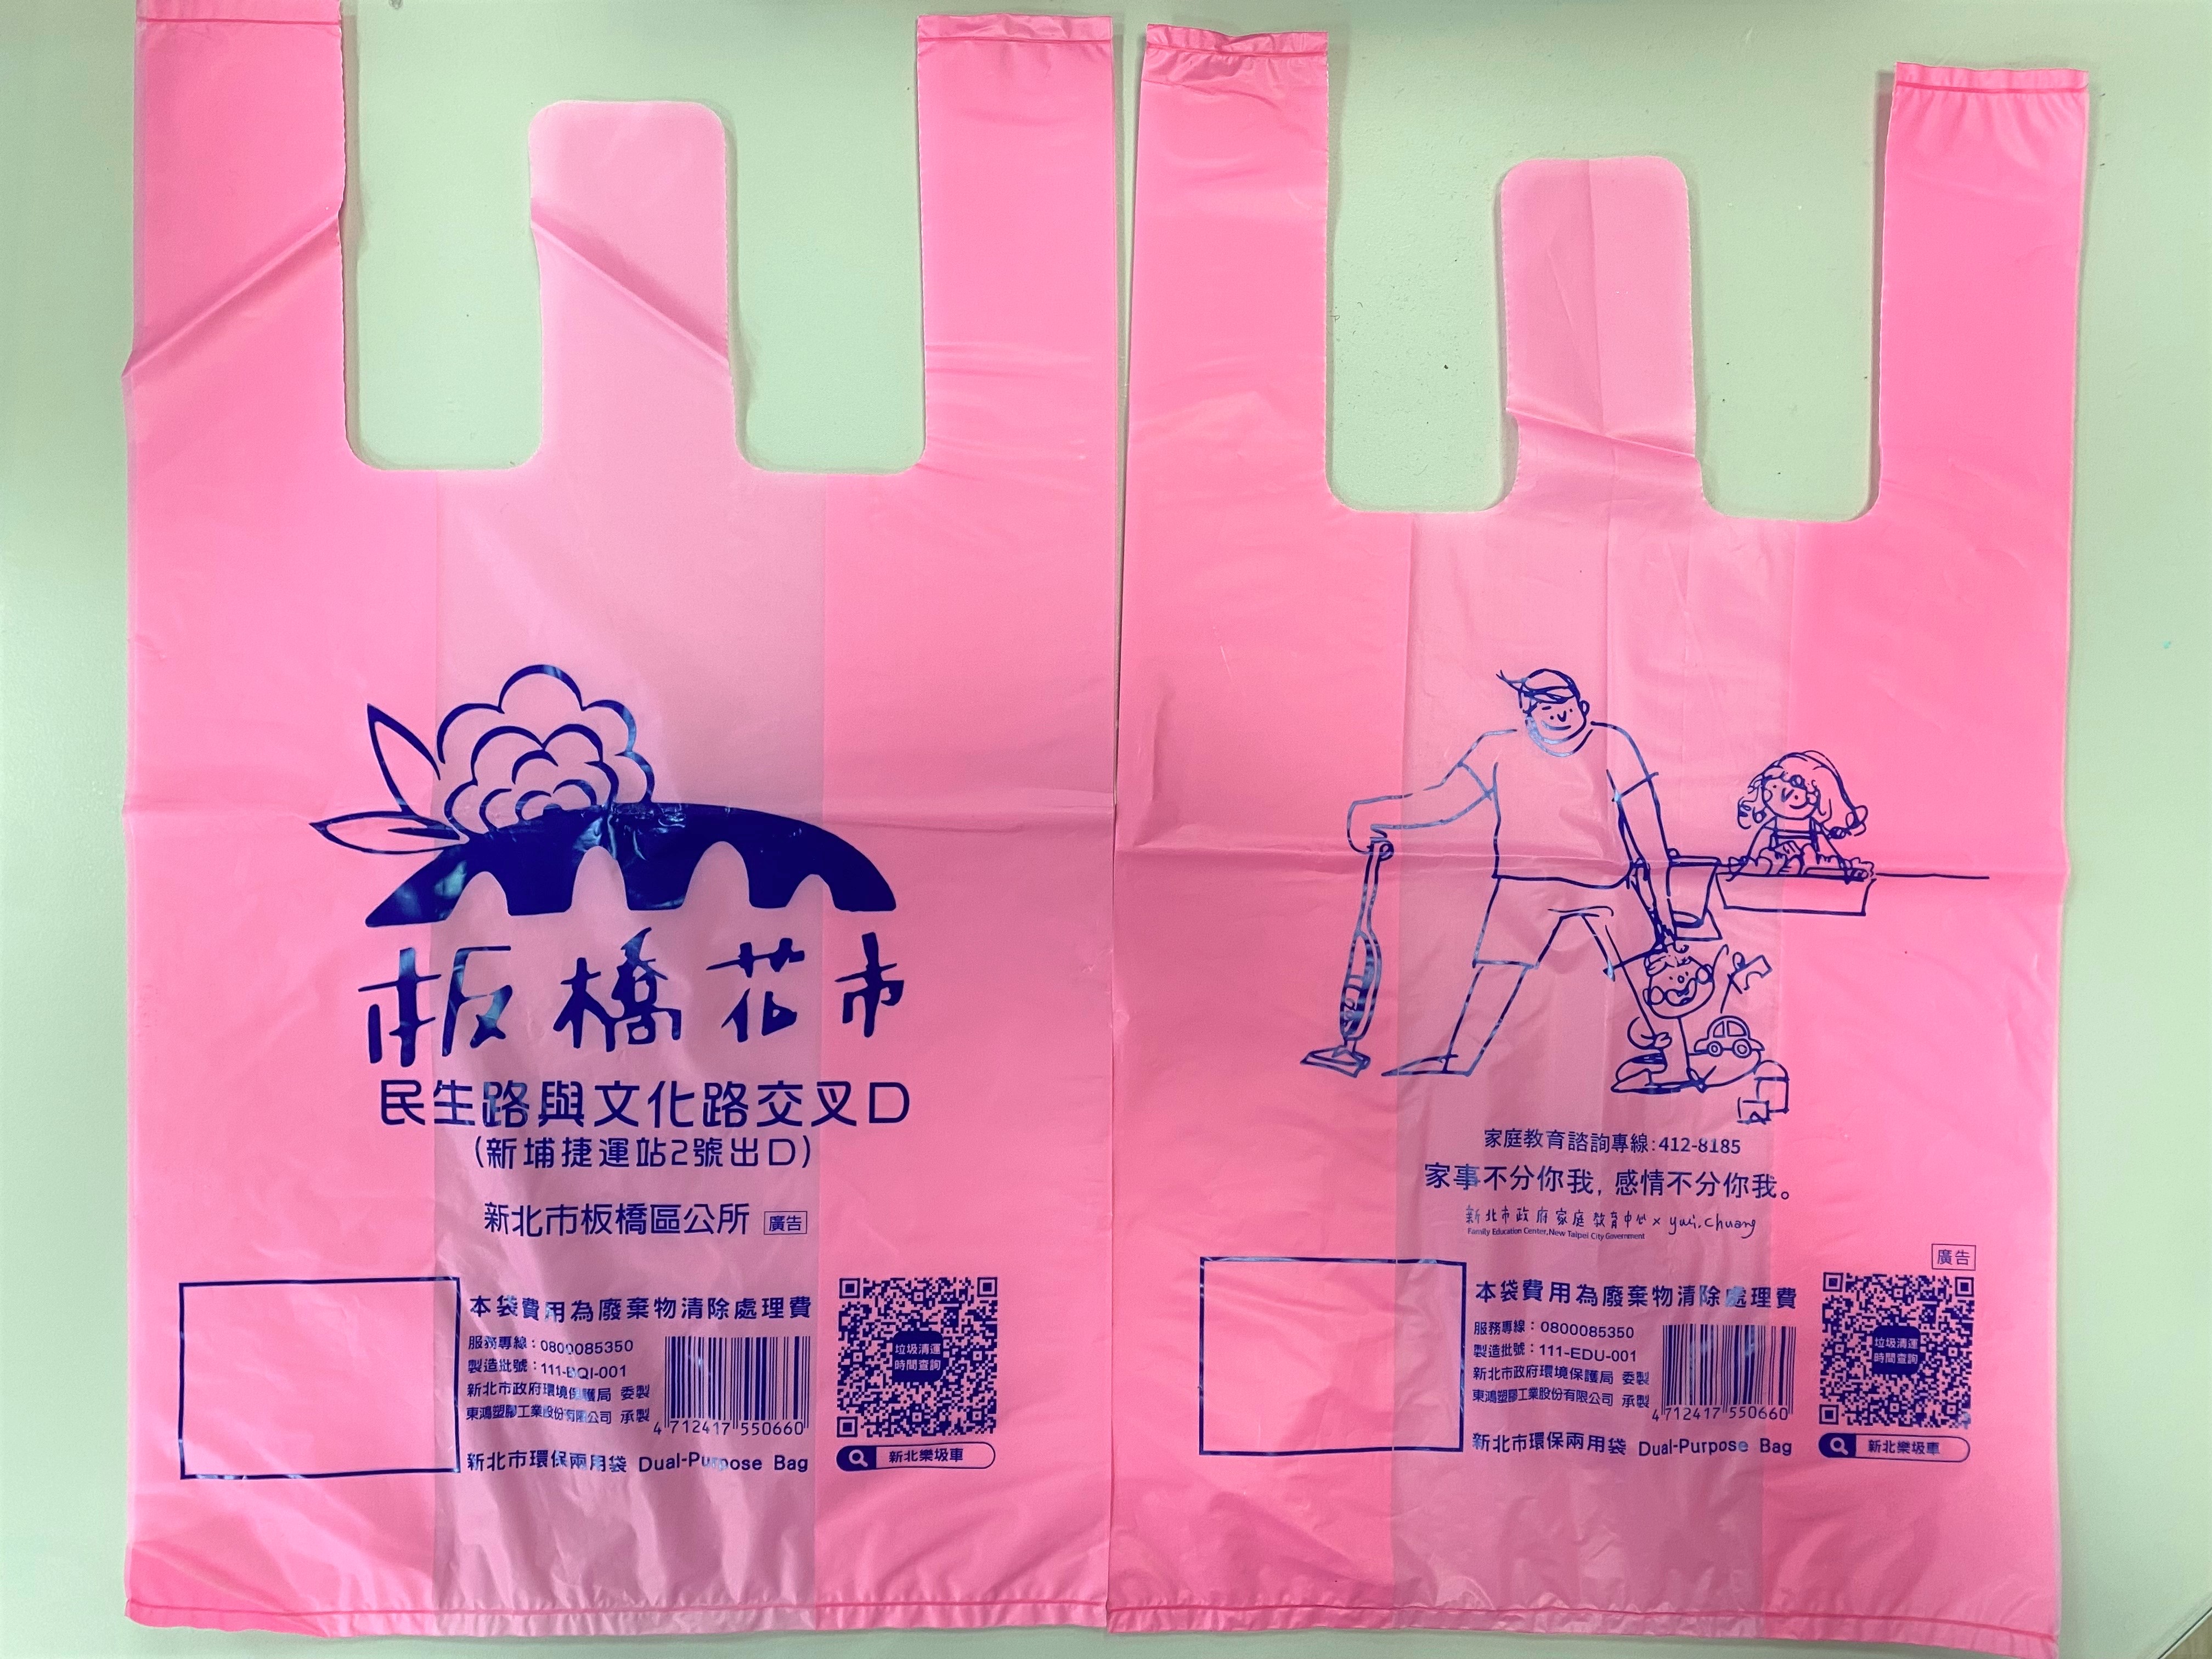 板橋花市
民生路與文化路交叉口
(新埔捷運站2號出口)
新北市板橋區公所 廣告
本袋費用為廢棄物清除處理費
服務專線：0800085350
製造批號：111-BQI-001
新北市政府環境保護局 委製
東鴻塑膠工業股份有限公司 承製
4 712417 550660
新北市環保兩用袋 Dual-Purpose Bag
垃圾清運
時間查詢
新北樂圾車
家庭教育諮詢專線:412-8185
家事不分你我，感情不分你我。
新北市政府家庭教育中心 x yui.chuang
Family Education Center,New Taipei City Government
廣告
本袋費用為廢棄物清除處理費
服務專線：0800085350
製造批號：111-EDU-001
新北市政府環境保護局 委製
東鴻塑膠工業股份有限公司 承製
4 712417 550660
新北市環保兩用袋 Dual-Purpose Bag
垃圾清運
時間查詢
新北樂圾車